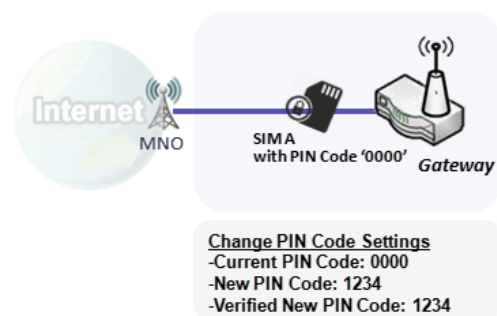 Internet
MNO
SIM A
with PIN Code '0000'
Gateway
Change PIN Code Settings
-Current PIN Code: 0000
-New PIN Code: 1234
-Verified New PIN Code: 1234